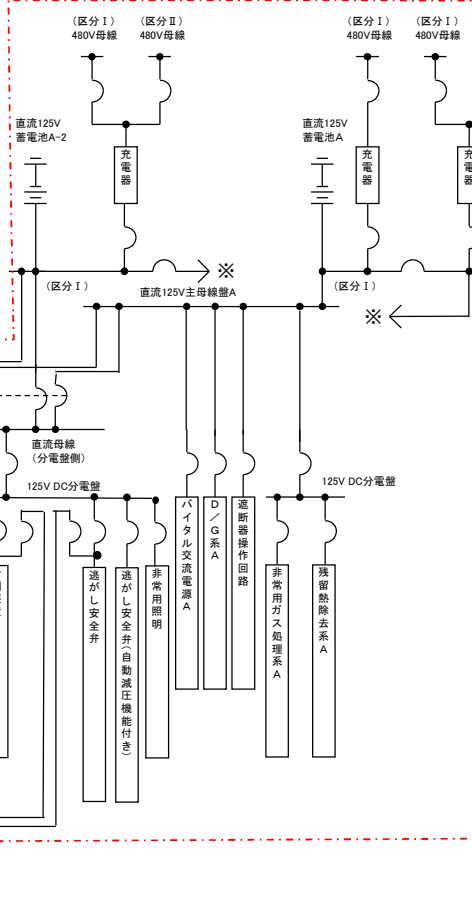 (区分Ⅰ)
480V母線
(区分Ⅱ)
480V母線
(区分Ⅰ)
480V母線
(区分Ⅰ)
480V母線
直流125V
蓄電池A-2
充電器
直流125V
蓄電池A
充電器
充電
※
(区分Ⅰ)
直流125V主母線盤A
(区分Ⅰ)
※
直流母線
(分電盤側)
125V DC分電盤
125V DC分電盤
逃がし安全弁
逃がし安全弁(自動減圧機能付き)
非常用照明
バイタル交流電源A
D/G系A
遮断器操作回路
非常用ガス処理系A
残留熱除去系A